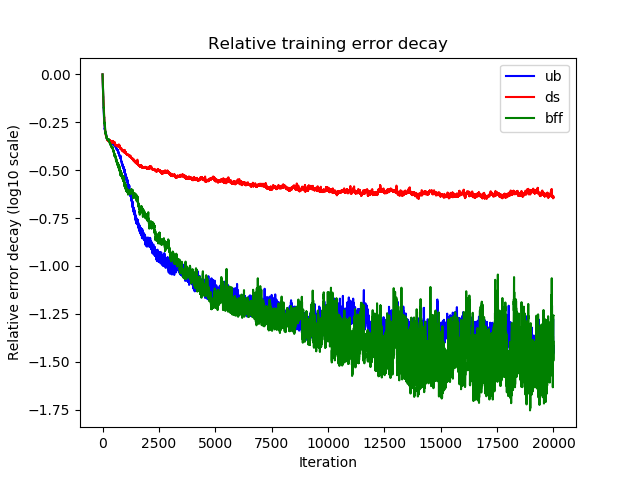 Relative training error decay
Relative error decay (log10 scale)
0.00
−0.25
−0.50
−0.75
−1.00
−1.25
−1.50
−1.75
ub
ds
bff
0 2500 5000 7500 10000 12500 15000 17500 20000
Iteration